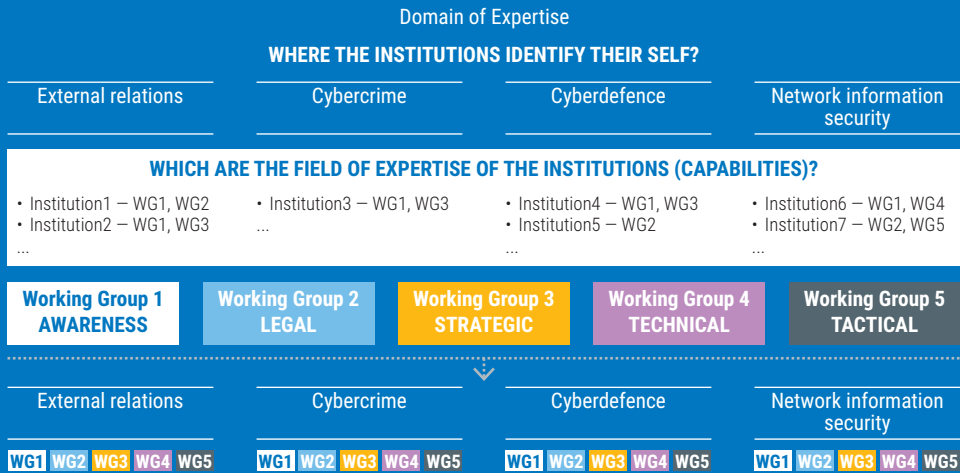 Domain of Expertise
WHERE THE INSTITUTIONS IDENTIFY THEIR SELF?
External relations
Cybercrime
Cyberdefence
Network information
security
WHICH ARE THE FIELD OF EXPERTISE OF THE INSTITUTIONS (CAPABILITIES)?
• Institution1 — WG1, WG2
• Institution2 — WG1, WG3
...
• Institution3 — WG1, WG3
...
• Institution4 — WG1, WG3
• Institution5 — WG2
...
• Institution6 — WG1, WG4
• Institution7 — WG2, WG5
...
Working Group 1
AWARENESS
Working Group 2
LEGAL
Working Group 3
STRATEGIC
Working Group 4
TECHNICAL
Working Group 5
TACTICAL
External relations
Cybercrime
Cyberdefence
Network information
security
WG1 WG2 WG3 WG4 WG5
WG1 WG2 WG3 WG4 WG5
WG1 WG2 WG3 WG4 WG5
WG1 WG2 WG3 WG4 WG5